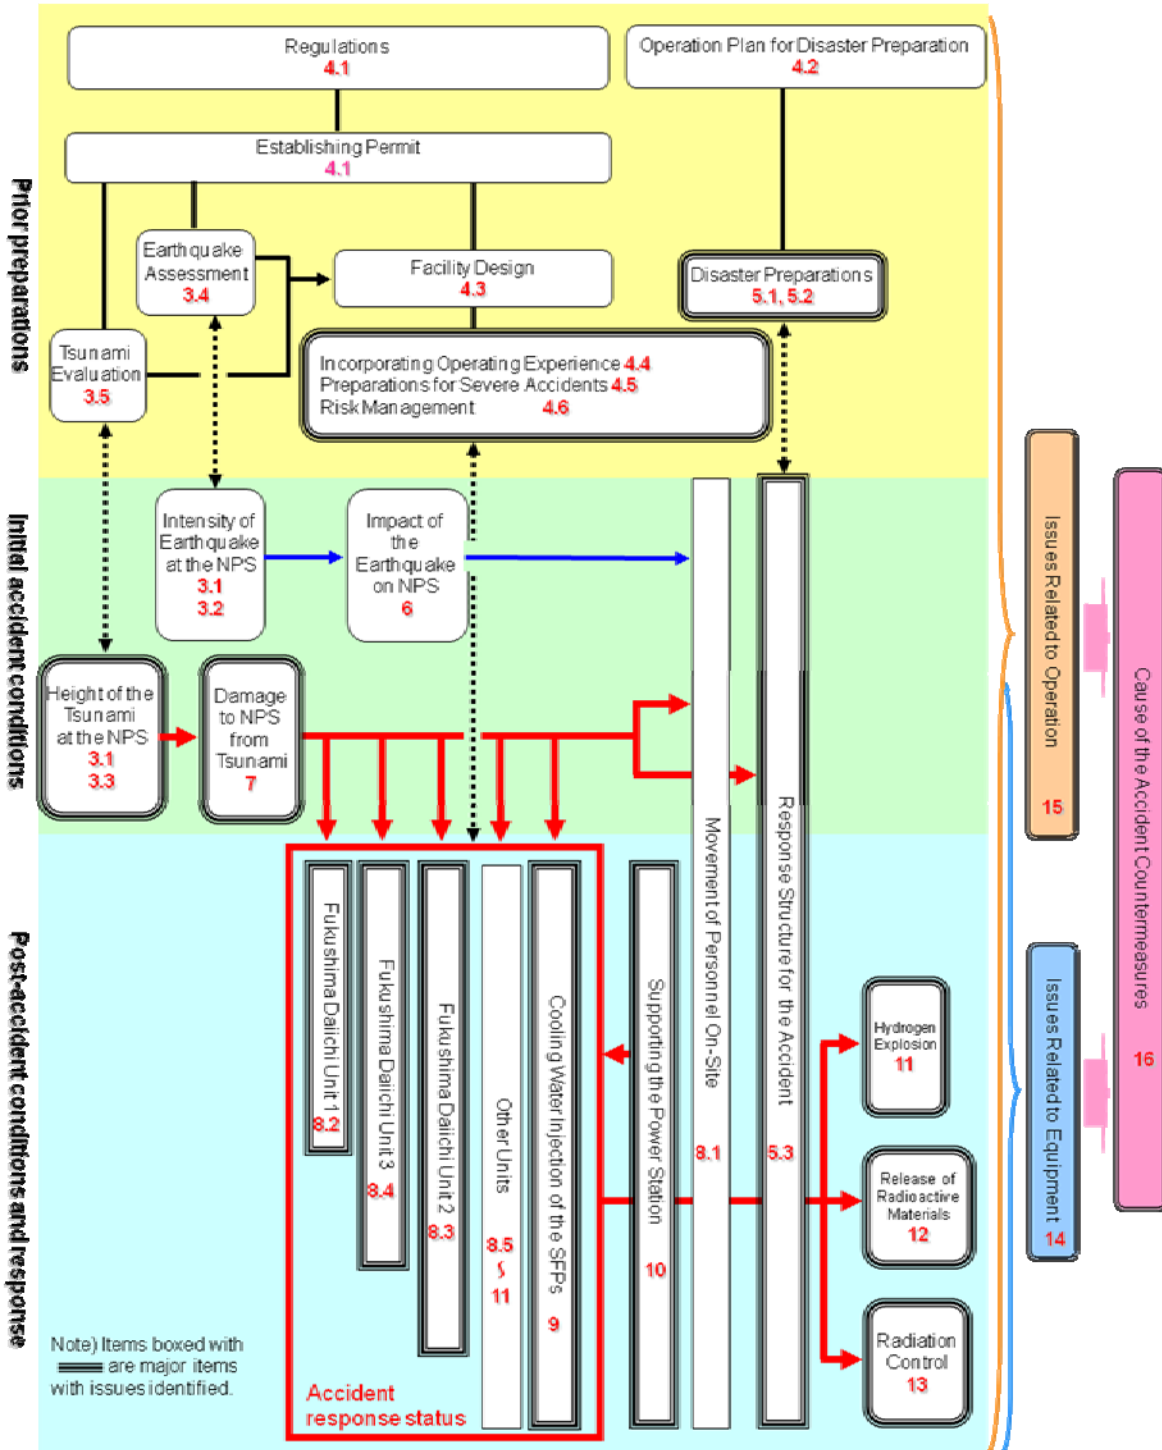 Regulations
4.1
Operation Plan for Disaster Preparation
4.2
Establishing Permit
4.1
Prior preparations
Earthquake
Assessment
3.4
Facility Design
4.3
Disaster Preparations
5.1, 5.2
Tsunami
Evaluation
3.5
Incorporating Operating Experience 4.4
Preparations for Severe Accidents 4.5
Risk Management 4.6
Initial accident conditions
Intensity of
Earthquake
at the NPS
3.1
3.2
Impact of
the
Earthquake
on NPS
6
Height of the
Tsunami
at the NPS
3.1
3.3
Damage
to NPS
from
Tsunami
7
Post-accident conditions and response
Fukushima Daiichi Unit 1
8.2
Fukushima Daiichi Unit 3
8.4
Fukushima Daiichi Unit 2
8.3
Other Units
8.5
~
11
Cooling Water Injection of the SFPs
9
Supporting the Power Station
10
Movement of Personnel On-Site
8.1
Response Structure for the Accident
5.3
Hydrogen
Explosion
11
Release of
Radioactive
Materials
12
Radiation
Control
13
Accident
response status
Note) Items boxed with
are major items
with issues identified.
Issues Related to Operation
15
Issues Related to Equipment
14
Cause of the Accident Countermeasures
16